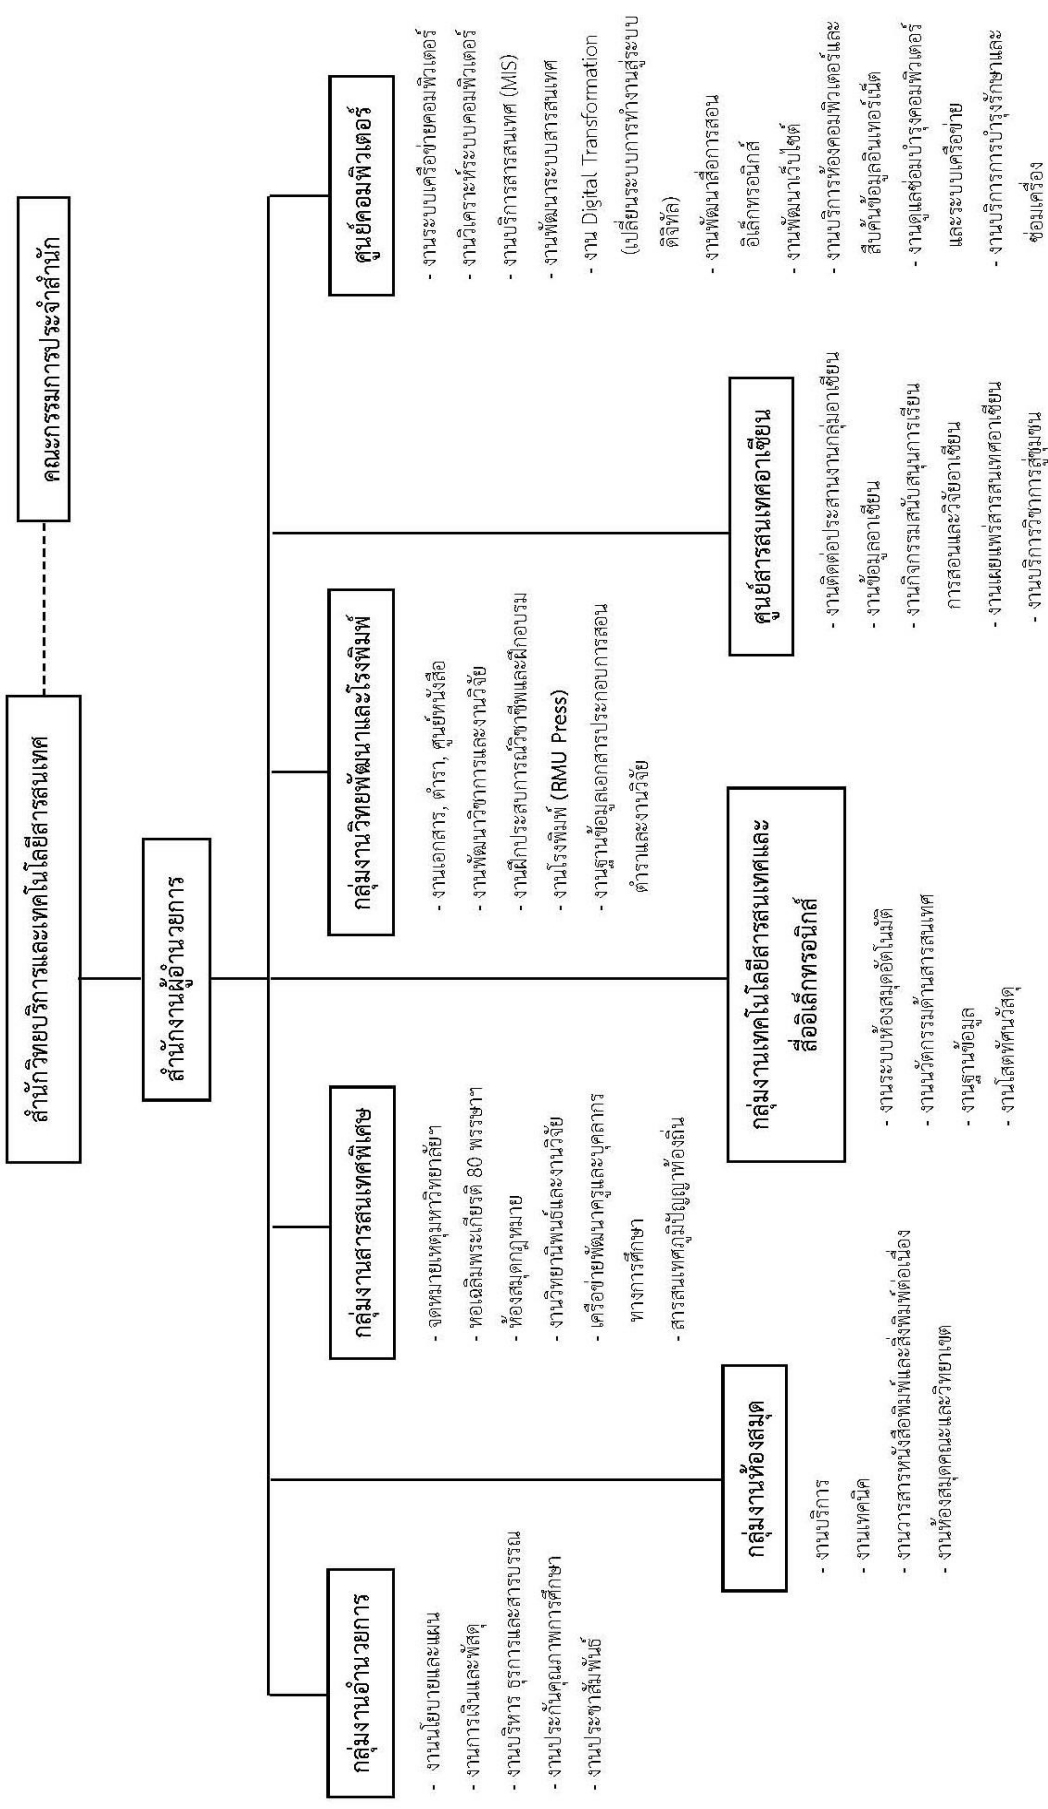 สำนักวิทยบริการและเทคโนโลยีสารสนเทศ
คณะกรรมการประจำสำนัก
สำนักงานผู้อำนวยการ
กลุ่มงานอำนวยการ
- งานนโยบายและแผน
- งานการเงินและพัสดุ
- งานบริหาร ธุรการและสารบรรณ
- งานประกันคุณภาพการศึกษา
- งานประชาสัมพันธ์
กลุ่มงานห้องสมุด
- งานบริการ
- งานเทคนิค
- งานวารสารหนังสือพิมพ์และสิ่งพิมพ์ต่อเนื่อง
- งานห้องสมุดคณะและวิทยาเขต
กลุ่มงานสารสนเทศพิเศษ
- จดหมายเหตุมหาวิทยาลัยฯ
- หอเฉลิมพระเกียรติ 80 พรรษาฯ
- ห้องสมุดกฎหมาย
- งานวิทยานิพนธ์และงานวิจัย
- เครือข่ายพัฒนาครูและบุคลากร
ทางการศึกษา
- สารสนเทศภูมิปัญญาท้องถิ่น
กลุ่มงานเทคโนโลยีสารสนเทศและ
สื่ออิเล็กทรอนิกส์
- งานระบบห้องสมุดอัตโนมัติ
- งานนวัตกรรมด้านสารสนเทศ
- งานฐานข้อมูล
- งานโสตทัศนวัสดุ
กลุ่มงานวิทยพัฒนาและโรงพิมพ์
- งานเอกสาร, ตำรา, ศูนย์หนังสือ
- งานพัฒนาวิชาการและงานวิจัย
- งานฝึกประสบการณ์วิชาชีพและฝึกอบรม
- งานโรงพิมพ์ (RMU Press)
- งานฐานข้อมูลเอกสารประกอบการสอน
ตำราและงานวิจัย
ศูนย์สารสนเทศอาเซียน
- งานติดต่อประสานงานกลุ่มอาเซียน
- งานข้อมูลอาเซียน
- งานกิจกรรมสนับสนุนการเรียน
การสอนและวิจัยอาเซียน
- งานเผยแพร่สารสนเทศอาเซียน
- งานบริการวิชาการสู่ชุมชน
ศูนย์คอมพิวเตอร์
- งานระบบเครือข่ายคอมพิวเตอร์
- งานวิเคราะห์ระบบคอมพิวเตอร์
- งานบริการสารสนเทศ (MIS)
- งานพัฒนาระบบสารสนเทศ
- งาน Digital Transformation
(เปลี่ยนระบบการทำงานสู่ระบบ
ดิจิทัล)
- งานพัฒนาสื่อการสอน
อิเล็กทรอนิกส์
- งานพัฒนาเว็บไซต์
- งานบริการห้องคอมพิวเตอร์และ
สืบค้นข้อมูลอินเทอร์เน็ต
- งานดูแลซ่อมบำรุงคอมพิวเตอร์
และระบบเครือข่าย
- งานบริการการบำรุงรักษาและ
ซ่อมเครื่อง